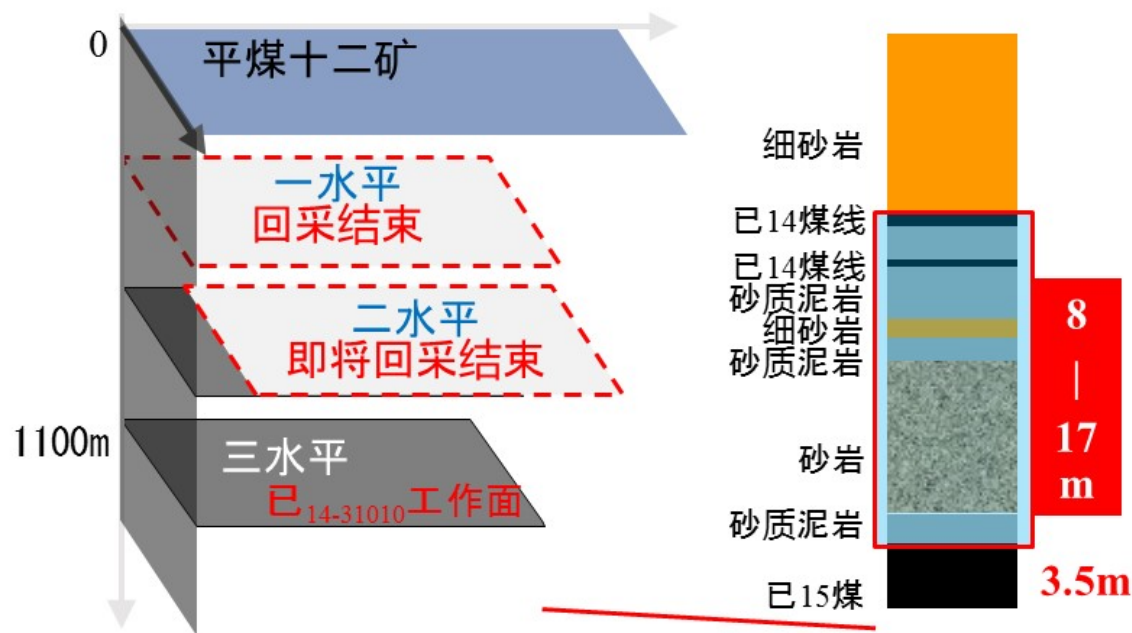 0
平煤十二矿
一水平
回采结束
二水平
即将回采结束
1100m
三水平
已14-31010工作面
细砂岩
已14煤线
已14煤线
砂质泥岩
细砂岩
砂质泥岩
砂岩
砂质泥岩
已15煤
8
|
17
m
3.5m